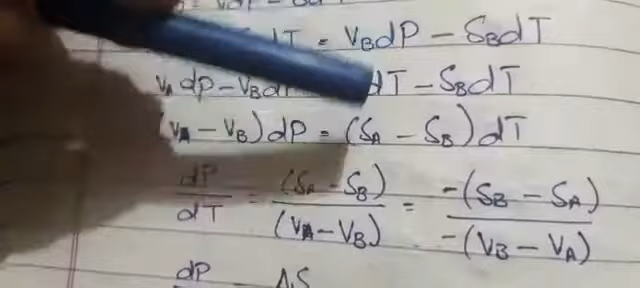 dT = V_B dP - S_B dT
V_A dP - V_B dP dT - S_B dT
(V_A - V_B) dP = (S_A - S_B) dT
dP/dT = (S_A - S_B)/(V_A - V_B) = -(S_B - S_A)/-(V_B - V_A)
dP ΔS